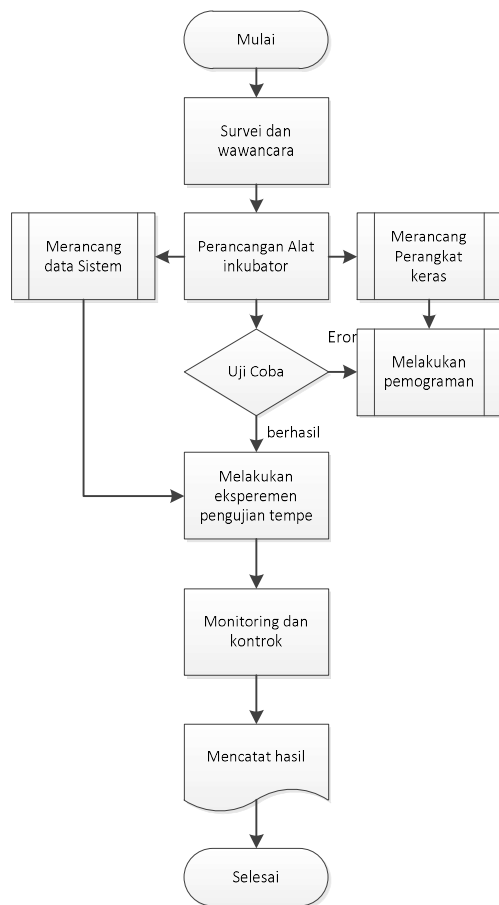 Mulai
Survei dan
wawancara
Merancang
data Sistem
Perancangan Alat
inkubator
Merancang
Perangkat
keras
Uji Coba
Eror
Melakukan
pemograman
berhasil
Melakukan
eksperemen
pengujian tempe
Monitoring dan
kontrok
Mencatat hasil
Selesai